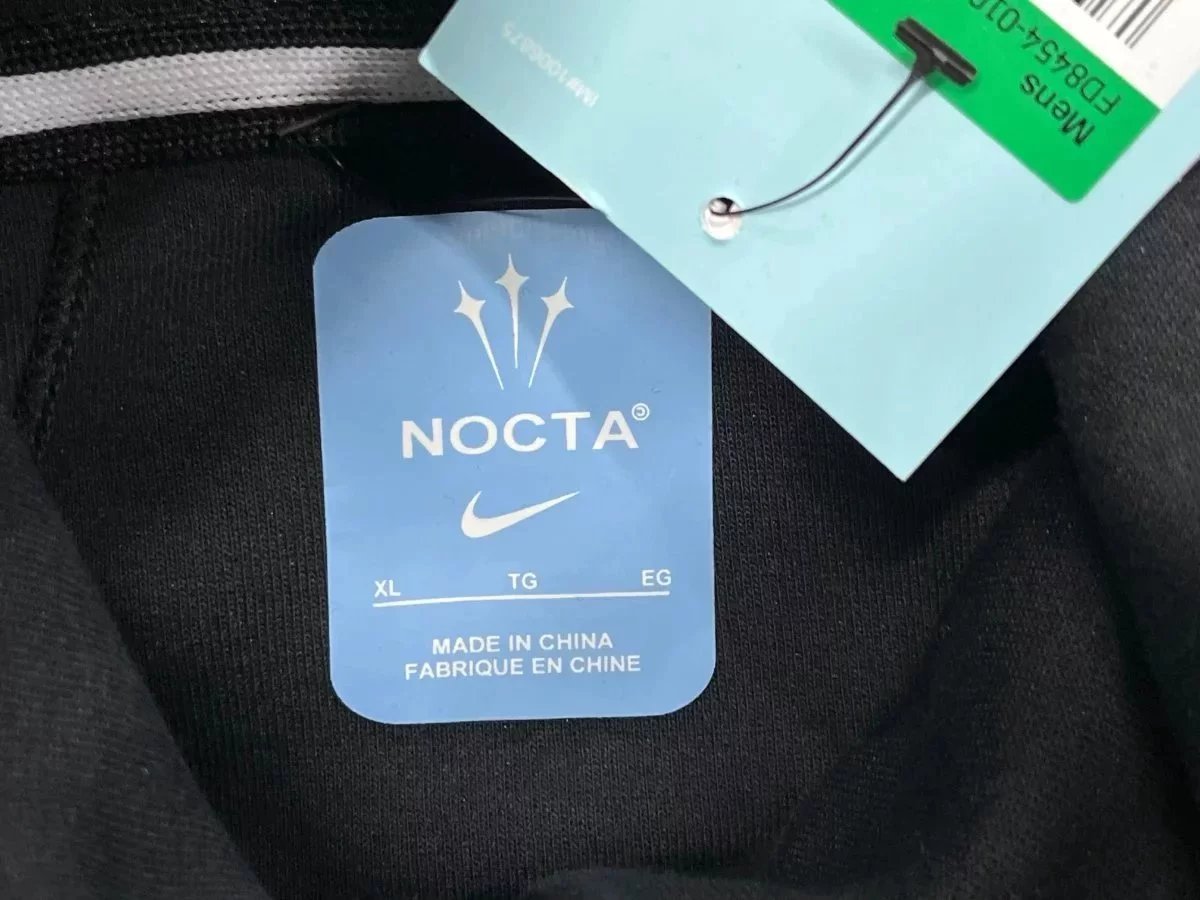 Mens
FD8454-010
NOCTA©
XL TG EG
MADE IN CHINA
FABRIQUE EN CHINE